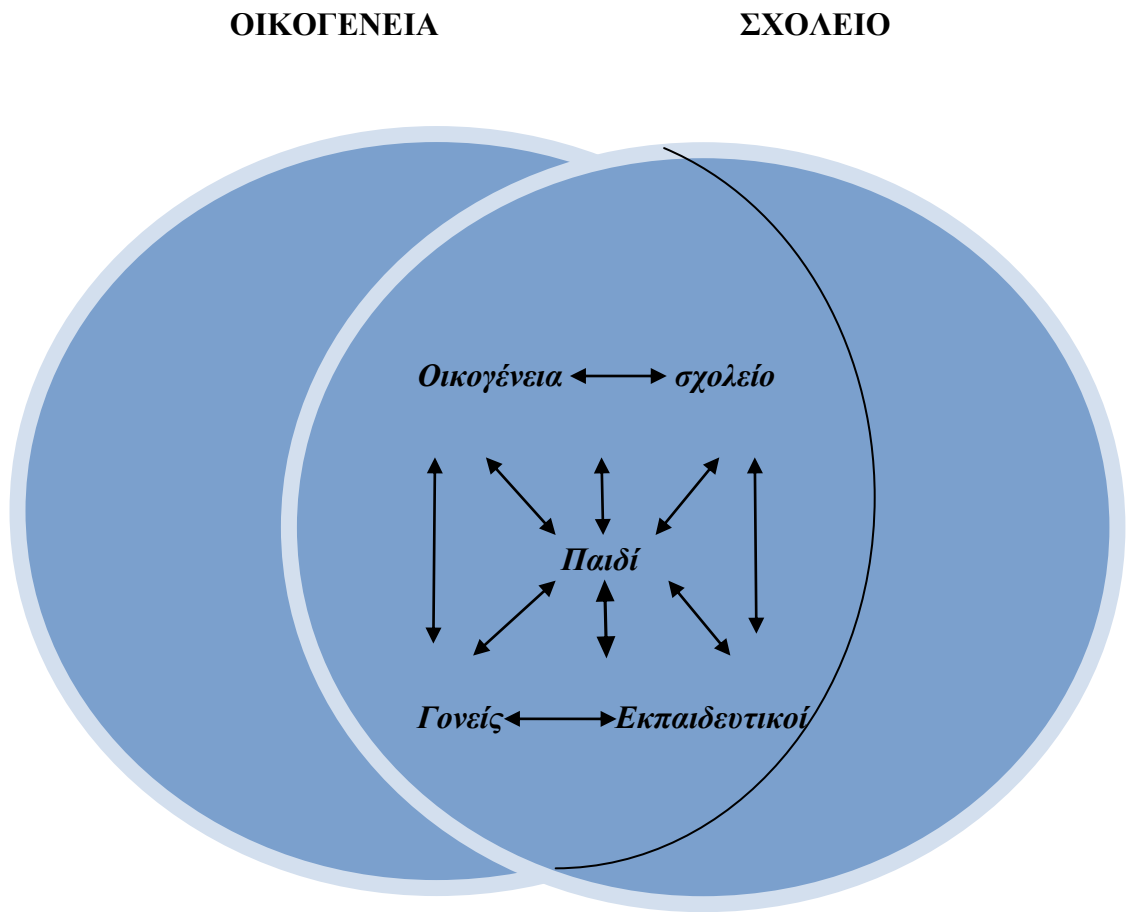 ΟΙΚΟΓΕΝΕΙΑ ΣΧΟΛΕΙΟ
Οικογένεια σχολείο
Παιδί
Γονείς Εκπαιδευτικοί